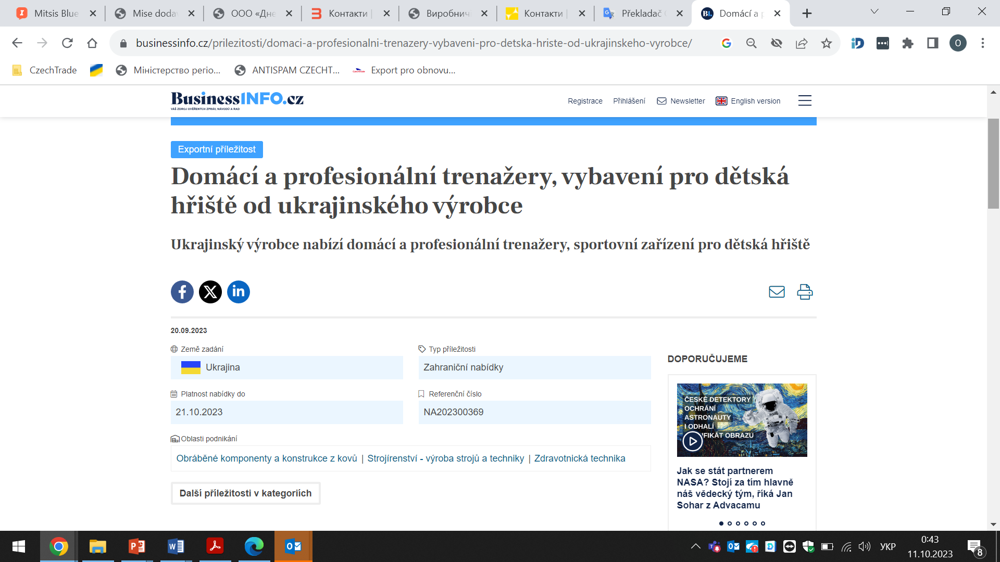 Mitsis Blue
Mise doda
ООО «Дне
Контакти |
Виробнич
Контакти |
Překladač
Domácí a p
businessinfo.cz/prilezitosti/domaci-a-profesionalni-trenazery-vybaveni-pro-detska-hriste-od-ukrajinskeho-vyrobce/
O
CzechTrade
Міністерство регіо...
ANTISPAM CZECHT...
Export pro obnovu...
BusinessINFO.cz
VÁŠ ZDROJ OVĚŘENÝCH ZPRÁV, NÁVODŮ A RAD
Registrace
Přihlášení
Newsletter
English version
Exportní příležitost
Domácí a profesionální trenažery, vybavení pro dětská
hřiště od ukrajinského výrobce
Ukrajinský výrobce nabízí domácí a profesionální trenažery, sportovní zařízení pro dětská hřiště
20.09.2023
Země zadání
Ukrajina
Typ příležitosti
Zahraniční nabídky
Platnost nabídky do
21.10.2023
Referenční číslo
NA202300369
Oblasti podnikání
Obráběné komponenty a konstrukce z kovů | Strojírenství - výroba strojů a techniky | Zdravotnická technika
Další příležitosti v kategoriích
DOPORUČUJEME
ČESKÉ DETEKTORY
OCHRÁNÍ
ASTRONAUTY
I ODHALÍ
IFIKÁT OBRAZU
Jak se stát partnerem
NASA? Stojí za tím hlavně
náš vědecký tým, říká Jan
Sohar z Advacamu
УКР
0:43
11.10.2023
8